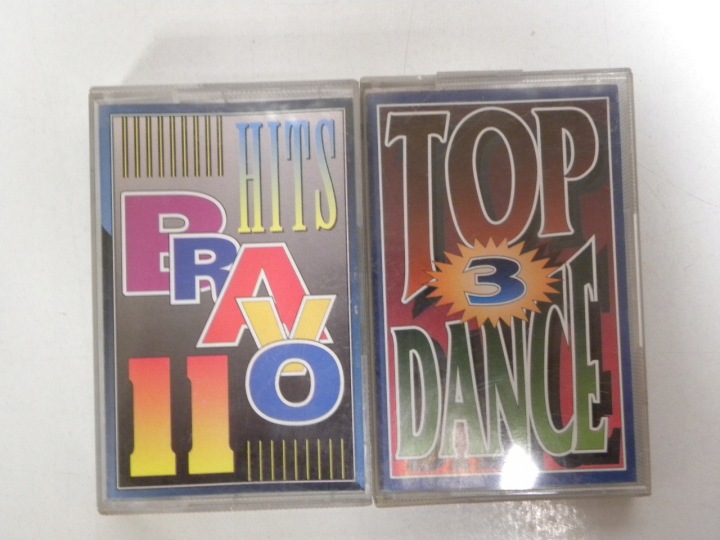 HITS
BRAVO
11
TOP
3
DANCE